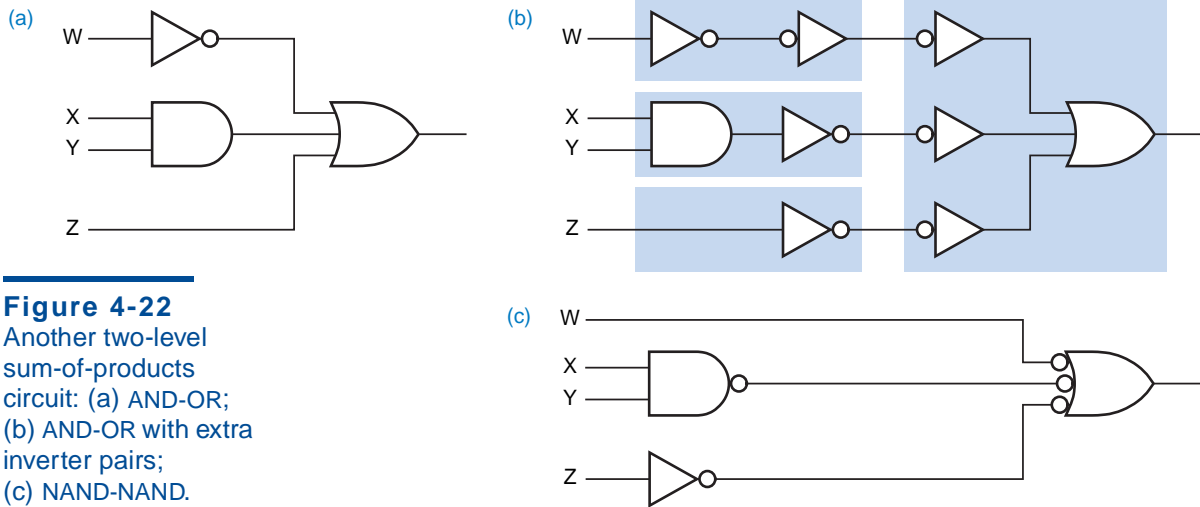 (a)
W
X
Y
Z
(b)
W
X
Y
Z
Figure 4-22
Another two-level
sum-of-products
circuit: (a) AND-OR;
(b) AND-OR with extra
inverter pairs;
(c) NAND-NAND.
(c)
W
X
Y
Z